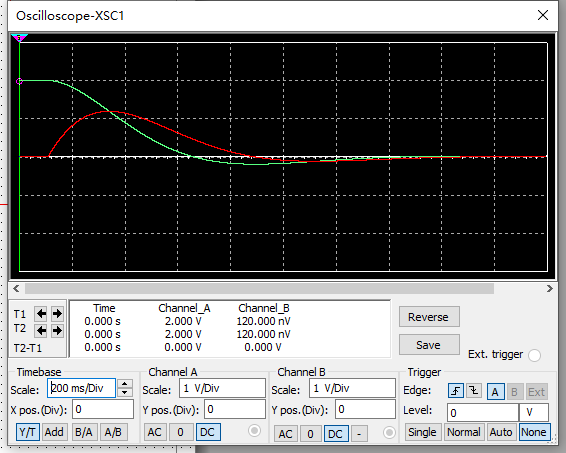 Oscilloscope-XSC1
Time Channel_A Channel_B
T1 0.000 s 2.000 V 120.000 nV
T2 0.000 s 2.000 V 120.000 nV
T2-T1 0.000 s 0.000 V 0.000 V
Reverse
Save
Ext. trigger
Timebase
Scale: 200 ms/Div
X pos.(Div): 0
Y/T Add B/A A/B
Channel A
Scale: 1 V/Div
Y pos.(Div): 0
AC 0 DC
Channel B
Scale: 1 V/Div
Y pos.(Div): 0
AC 0 DC -
Trigger
Edge: A B Ext
Level: 0 V
Single Normal Auto None